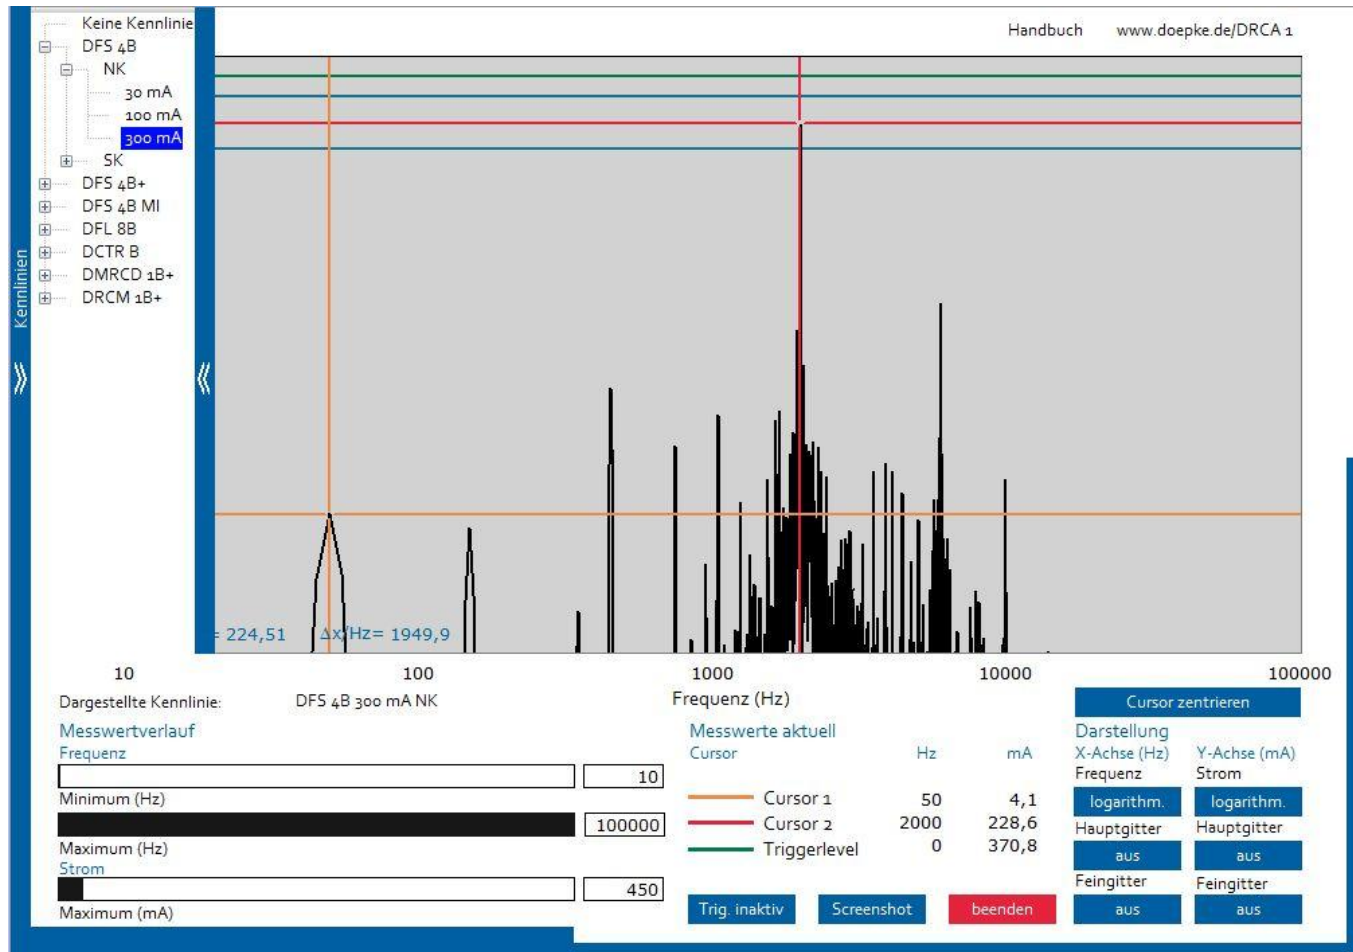 Keine Kennlinie
Handbuch www.doepke.de/DRCA 1
DFS 4B
NK
30 mA
100 mA
300 mA
SK
DFS 4B+
DFS 4B MI
DFL 8B
DCTR B
DMRCD 1B+
DRCM 1B+
Kennlinien
= 224,51 Δx/Hz= 1949,9
10 100 1000 10000 100000
Dargestellte Kennlinie: DFS 4B 300 mA NK Frequenz (Hz) Cursor zentrieren
Messwertverlauf Messwerte aktuell Darstellung
Frequenz Cursor Hz mA X-Achse (Hz) Y-Achse (mA)
Frequenz Strom
10
Minimum (Hz) Cursor 1 50 4,1 logarithm. logarithm.
100000 Cursor 2 2000 228,6 Hauptgitter Hauptgitter
Maximum (Hz) Triggerlevel 0 370,8 aus aus
Strom
Feingitter Feingitter
450
Maximum (mA) Trig. inaktiv Screenshot beenden aus aus